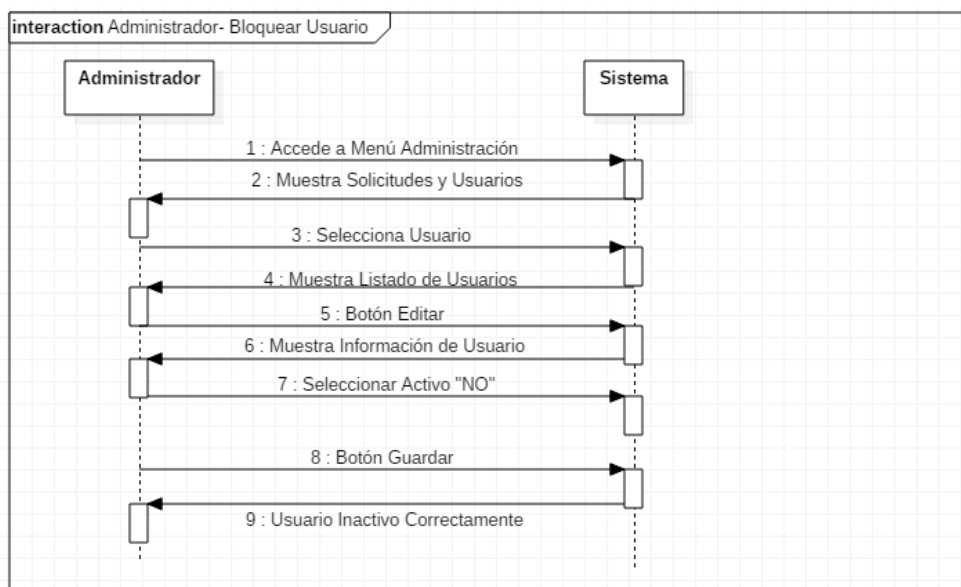 interaction Administrador- Bloquear Usuario
Administrador
Sistema
1 : Accede a Menú Administración
2 : Muestra Solicitudes y Usuarios
3 : Selecciona Usuario
4 : Muestra Listado de Usuarios
5 : Botón Editar
6 : Muestra Información de Usuario
7 : Seleccionar Activo "NO"
8 : Botón Guardar
9 : Usuario Inactivo Correctamente